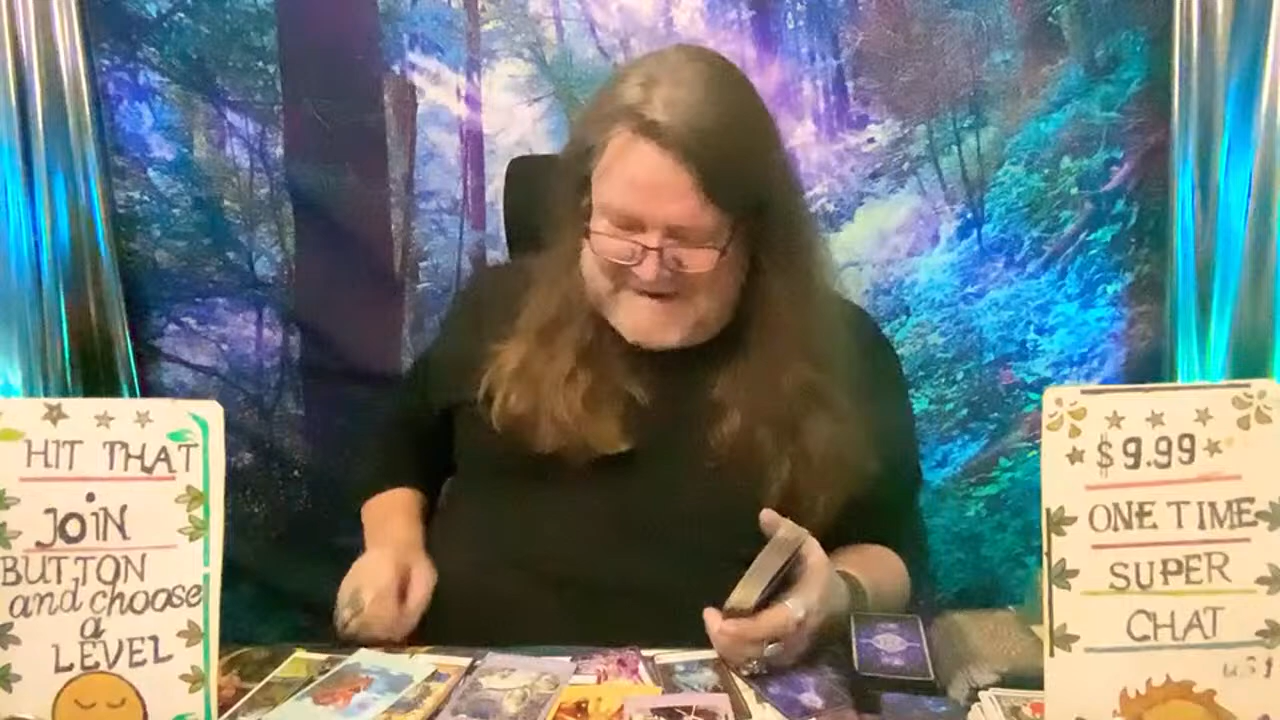 HIT THAT
JOiN
BUTTON
and choose
a
LEVEL
$9.99
ONE TIME
SUPER
CHAT